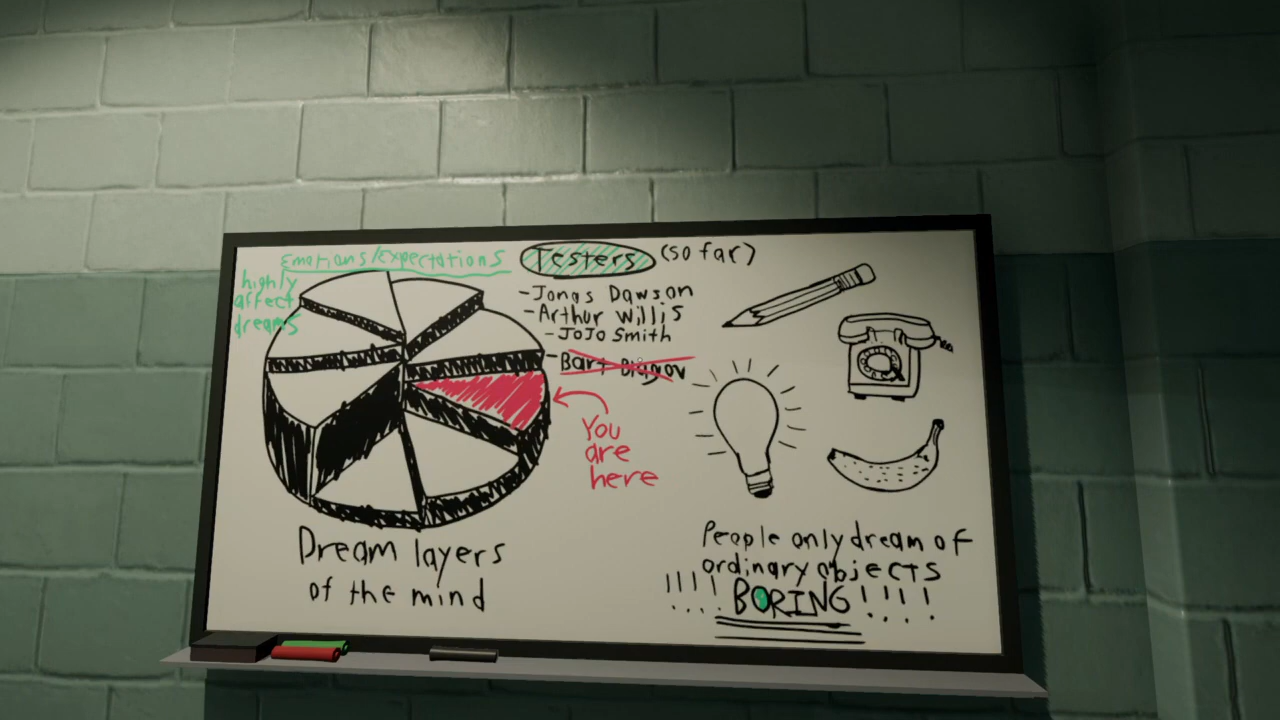 Emotions/expectations
highly
affect
dreams
Testers (so far)
-Jonas Dawson
-Arthur Willis
-JoJo Smith
-Bart
You
are
here
Dream layers
of the mind
People only dream of
ordinary objects
!!!! BORING !!!!